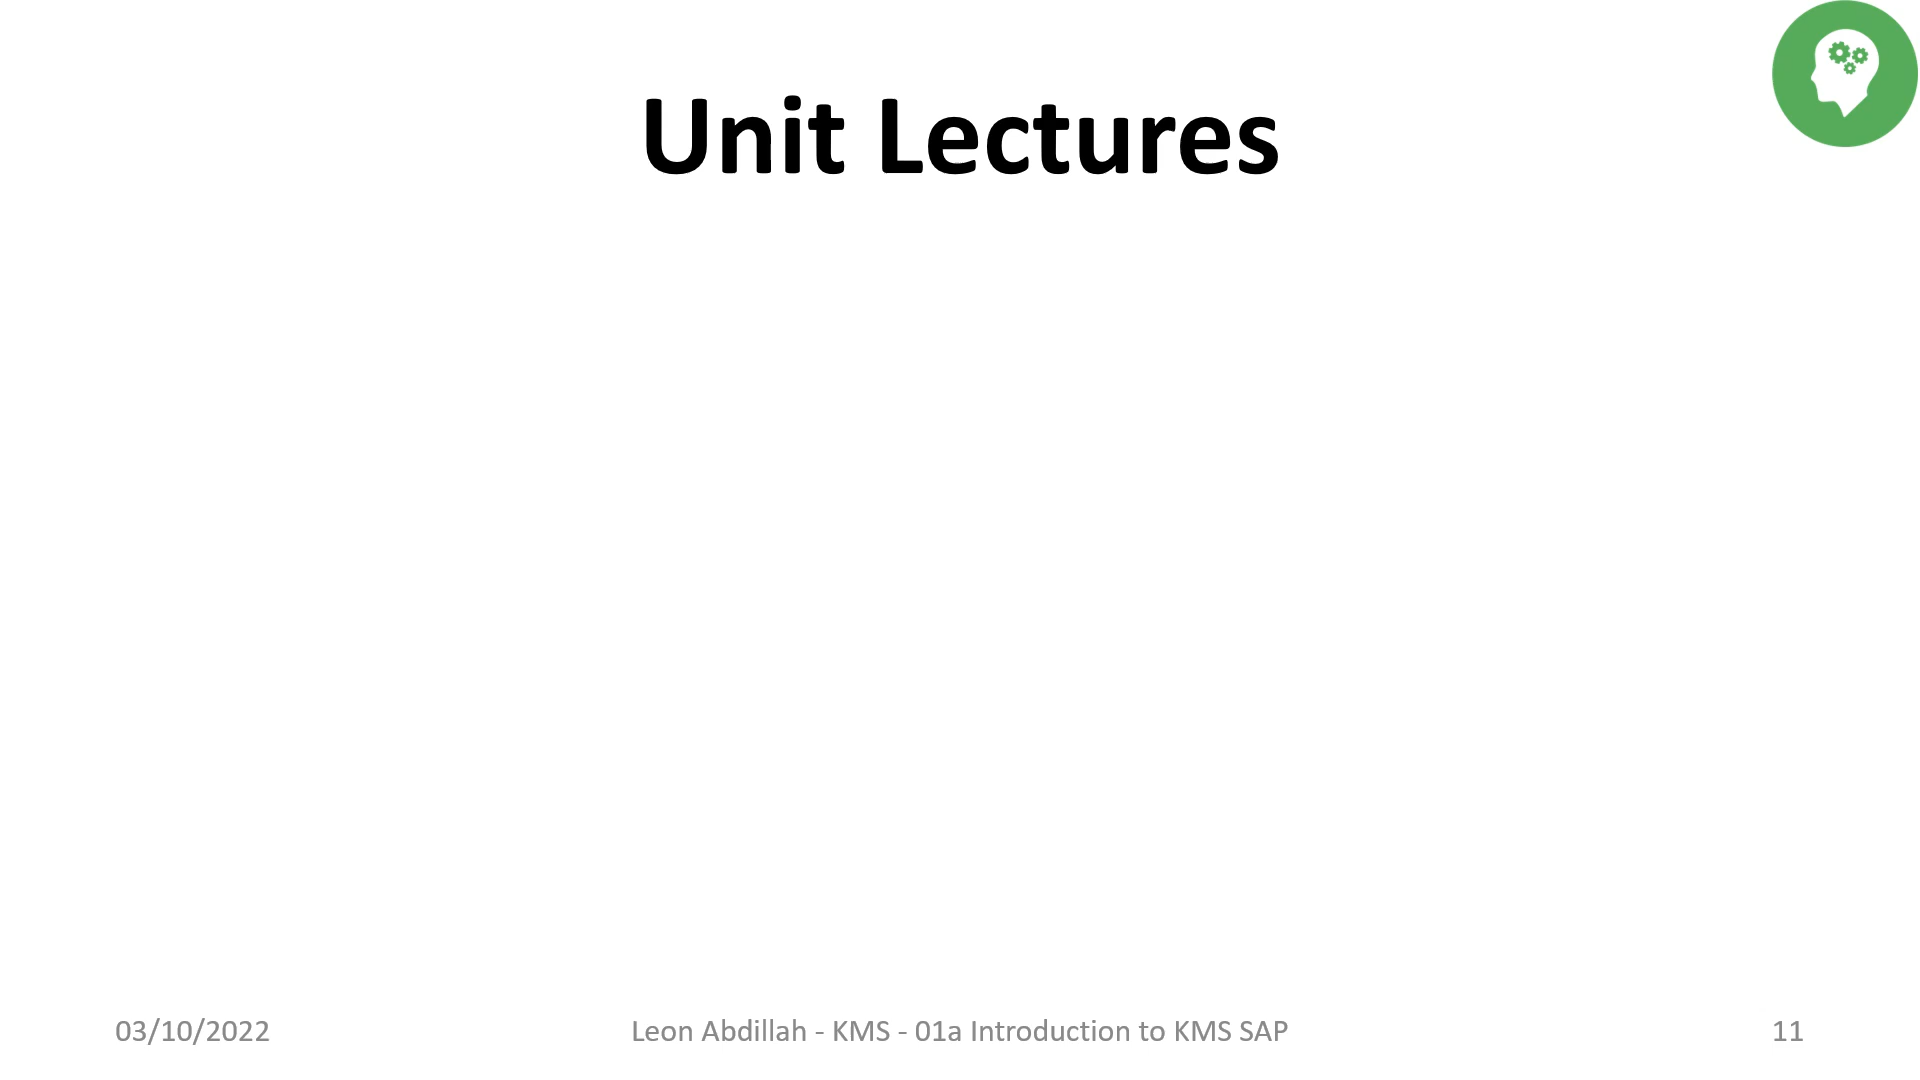 Unit Lectures
03/10/2022
Leon Abdillah - KMS - 01a Introduction to KMS SAP
11